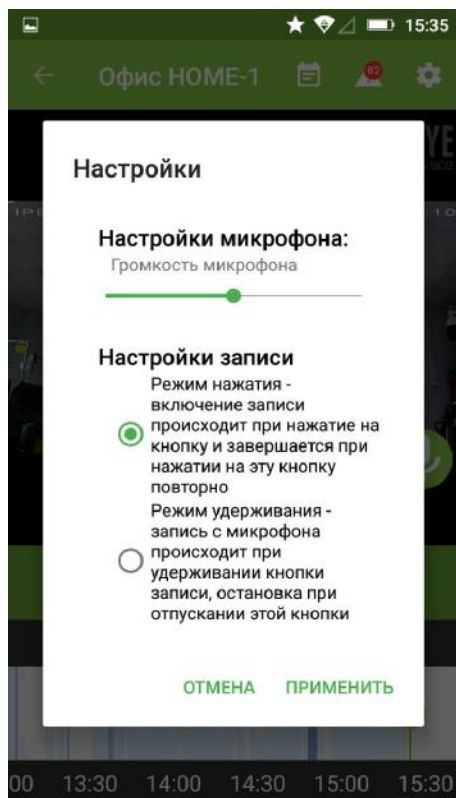 15:35
Офис HOME-1
82
Настройки
Настройки микрофона:
Громкость микрофона
Настройки записи
Режим нажатия -
включение записи
происходит при нажатие на
кнопку и завершается при
нажатии на эту кнопку
повторно
Режим удерживания -
запись с микрофона
происходит при
удерживании кнопки
записи, остановка при
отпускании этой кнопки
ОТМЕНА ПРИМЕНИТЬ
00 13:30 14:00 14:30 15:00 15:30